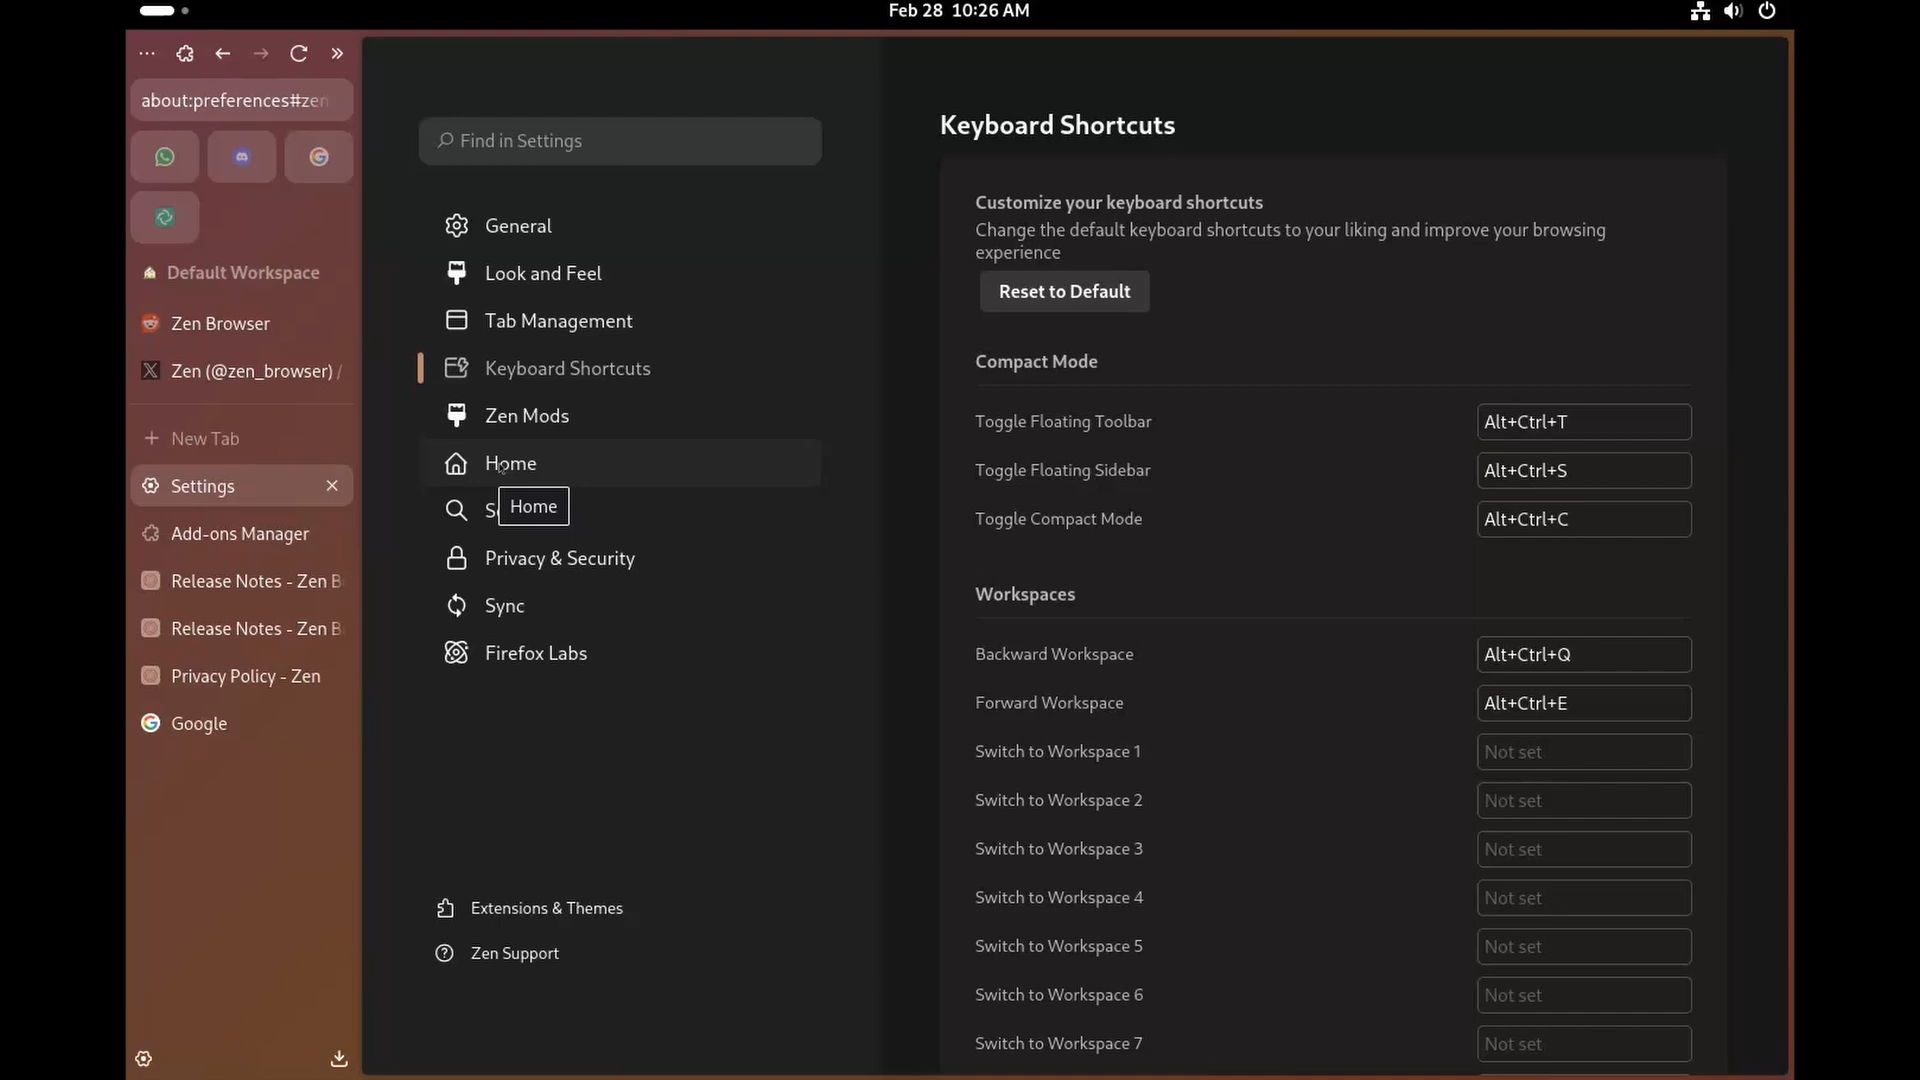 Feb 28 10:26 AM
about:preferences#zen
Default Workspace
Zen Browser
Zen (@zen_browser) /
New Tab
Settings
Add-ons Manager
Release Notes - Zen B
Release Notes - Zen B
Privacy Policy - Zen
Google
Find in Settings
General
Look and Feel
Tab Management
Keyboard Shortcuts
Zen Mods
Home
S
Home
Privacy & Security
Sync
Firefox Labs
Extensions & Themes
Zen Support
Keyboard Shortcuts
Customize your keyboard shortcuts
Change the default keyboard shortcuts to your liking and improve your browsing
experience
Reset to Default
Compact Mode
Toggle Floating Toolbar Alt+Ctrl+T
Toggle Floating Sidebar Alt+Ctrl+S
Toggle Compact Mode Alt+Ctrl+C
Workspaces
Backward Workspace Alt+Ctrl+Q
Forward Workspace Alt+Ctrl+E
Switch to Workspace 1 Not set
Switch to Workspace 2 Not set
Switch to Workspace 3 Not set
Switch to Workspace 4 Not set
Switch to Workspace 5 Not set
Switch to Workspace 6 Not set
Switch to Workspace 7 Not set